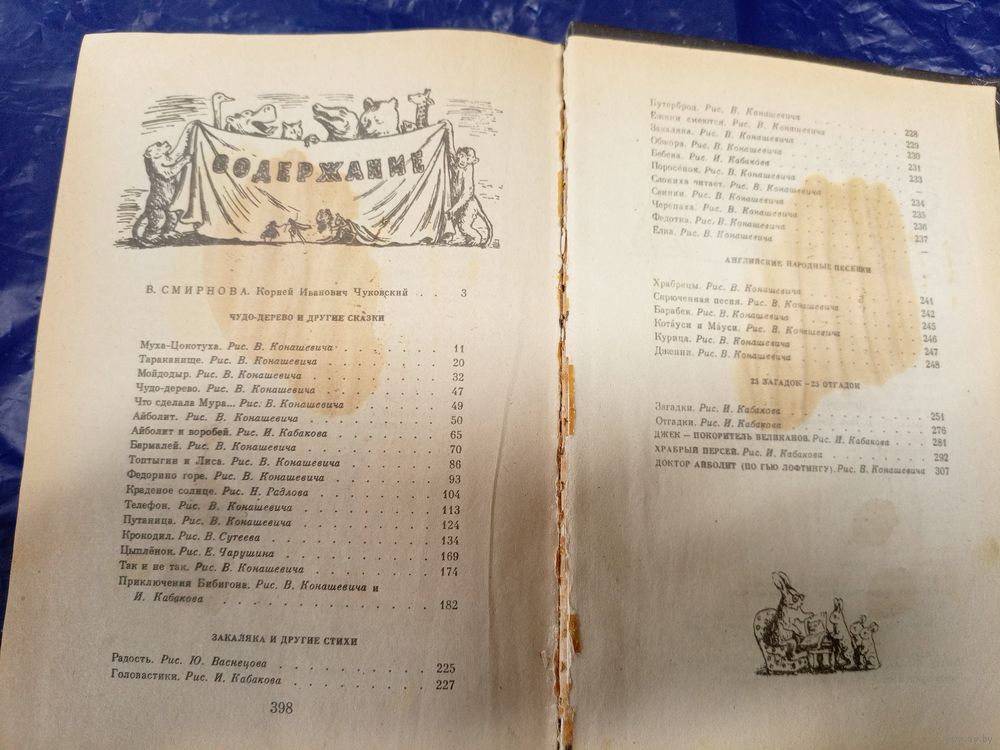 СОДЕРЖАНИЕ
В. СМИРНОВА. Корней Иванович Чуковский . . 3
ЧУДО-ДЕРЕВО И ДРУГИЕ СКАЗКИ
Муха-Цокотуха. Рис. В. Конашевича . . . . . . . 11
Тараканище. Рис. В. Конашевича . . . . . . . . 20
Мойдодыр. Рис. В. Конашевича . . . . . . . . . 32
Чудо-дерево. Рис. В. Конашевича . . . . . . . . 47
Что сделала Мура... Рис. В. Конашевича . . . . . . 49
Айболит. Рис. В. Конашевича . . . . . . . . . 50
Айболит и воробей. Рис. И. Кабакова . . . . . . . 65
Бармалей. Рис. В. Конашевича . . . . . . . . . 70
Топтыгин и Лиса. Рис. В. Конашевича . . . . . . . 86
Федорино горе. Рис. В. Конашевича . . . . . . . 93
Краденое солнце. Рис. Н. Радлова . . . . . . . . 104
Телефон. Рис. В. Конашевича . . . . . . . . . 113
Путаница. Рис. В. Конашевича . . . . . . . . . 124
Крокодил. Рис. В. Сутеева . . . . . . . . . . 134
Цыплёнок. Рис. Е. Чарушина . . . . . . . . . 169
Так и не так. Рис. В. Конашевича . . . . . . . . 174
Приключения Бибигона. Рис. В. Конашевича и
И. Кабакова . . . . . . . . . . . . . 182
ЗАКАЛЯКА И ДРУГИЕ СТИХИ
Радость. Рис. Ю. Васнецова . . . . . . . . . 225
Головастики. Рис. И. Кабакова . . . . . . . . 227
398
Бутерброд. Рис. В. Конашевича . . . . . . . . 228
Ежики смеются. Рис. В. Конашевича . . . . . . 229
Закаляка. Рис. В. Конашевича . . . . . . . . 230
Обжора. Рис. В. Конашевича . . . . . . . . 231
Бебека. Рис. И. Кабакова . . . . . . . . . 233
Поросёнок. Рис. В. Конашевича . . . . . . . —
Слониха читает. Рис. В. Конашевича . . . . . . 234
Свинки. Рис. В. Конашевича . . . . . . . . 235
Черепаха. Рис. В. Конашевича . . . . . . . . 236
Федотка. Рис. В. Конашевича . . . . . . . . 237
Ёлка. Рис. В. Конашевича . . . . . . . . . —
АНГЛИЙСКИЕ НАРОДНЫЕ ПЕСЕНКИ
Храбрецы. Рис. В. Конашевича . . . . . . . . 241
Скрюченная песня. Рис. В. Конашевича . . . . . 242
Барабек. Рис. В. Конашевича . . . . . . . . 245
Котауси и Мауси. Рис. В. Конашевича . . . . . 246
Курица. Рис. В. Конашевича . . . . . . . . 247
Дженни. Рис. В. Конашевича . . . . . . . . 248
25 ЗАГАДОК — 25 ОТГАДОК
Загадки. Рис. И. Кабакова . . . . . . . . . 251
Отгадки. Рис. И. Кабакова . . . . . . . . . 276
ДЖЕК — ПОКОРИТЕЛЬ ВЕЛИКАНОВ. Рис. И. Кабакова . . . 281
ХРАБРЫЙ ПЕРСЕЙ. Рис. И. Кабакова . . . . . . . 292
ДОКТОР АЙБОЛИТ (ПО ГЬЮ ЛОФТИНГУ). Рис. В. Конашевича 307
www.av.by